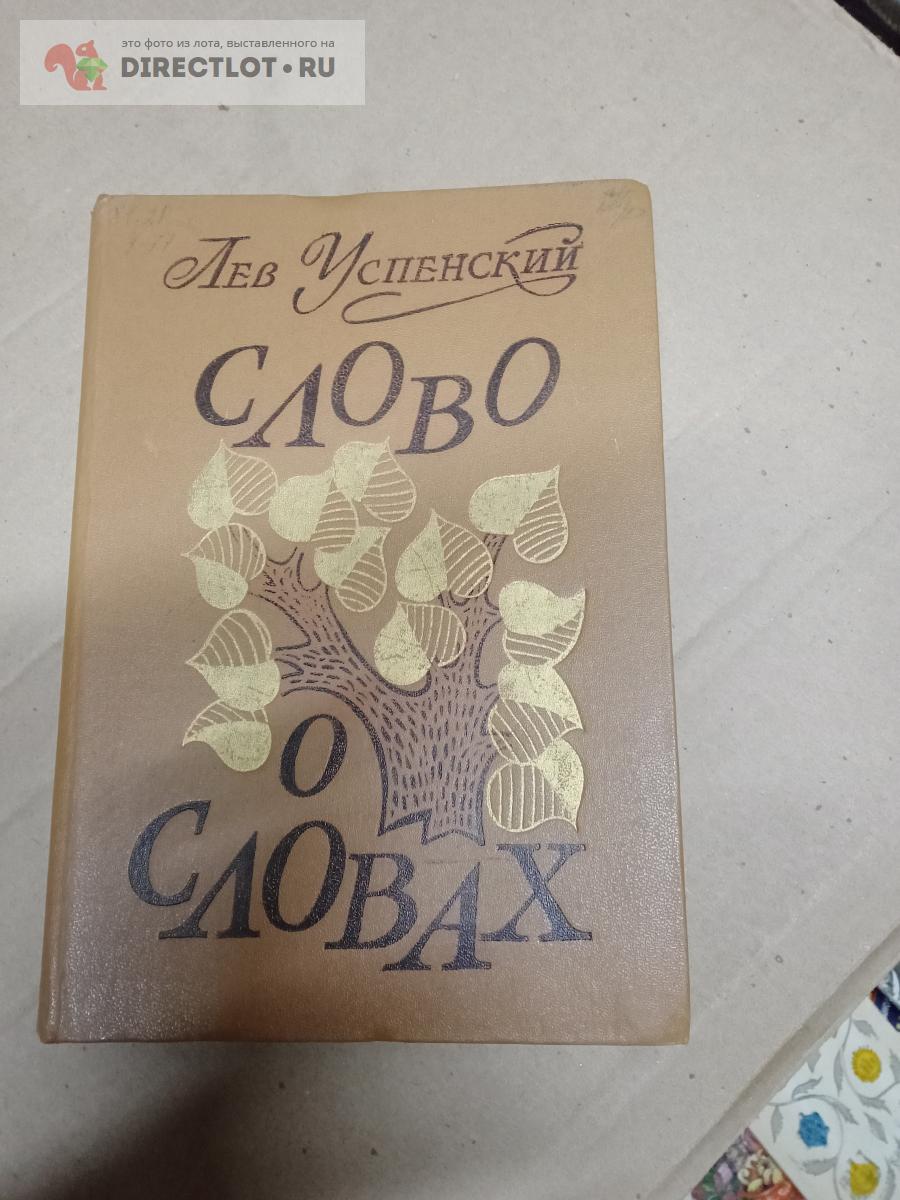 это фото из лота, выставленного на
DIRECTLOT.RU
Лев Успенский
СЛОВО
О
СЛОВАХ